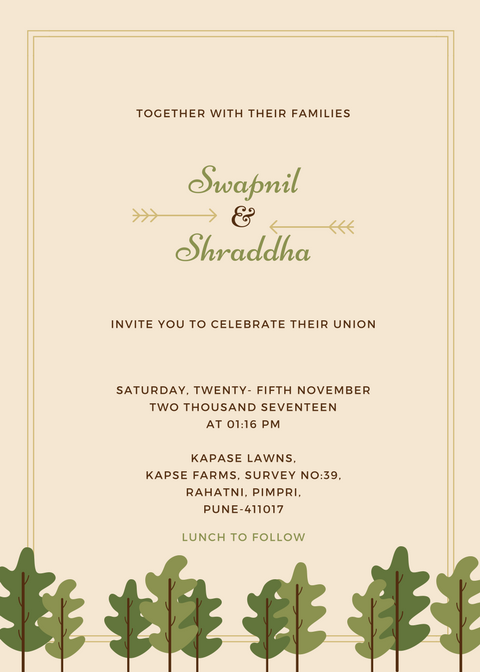 TOGETHER WITH THEIR FAMILIES
Swapnil
&
Shraddha
INVITE YOU TO CELEBRATE THEIR UNION
SATURDAY, TWENTY- FIFTH NOVEMBER
TWO THOUSAND SEVENTEEN
AT 01:16 PM
KAPASE LAWNS,
KAPSE FARMS, SURVEY NO:39,
RAHATNI, PIMPRI,
PUNE-411017
LUNCH TO FOLLOW